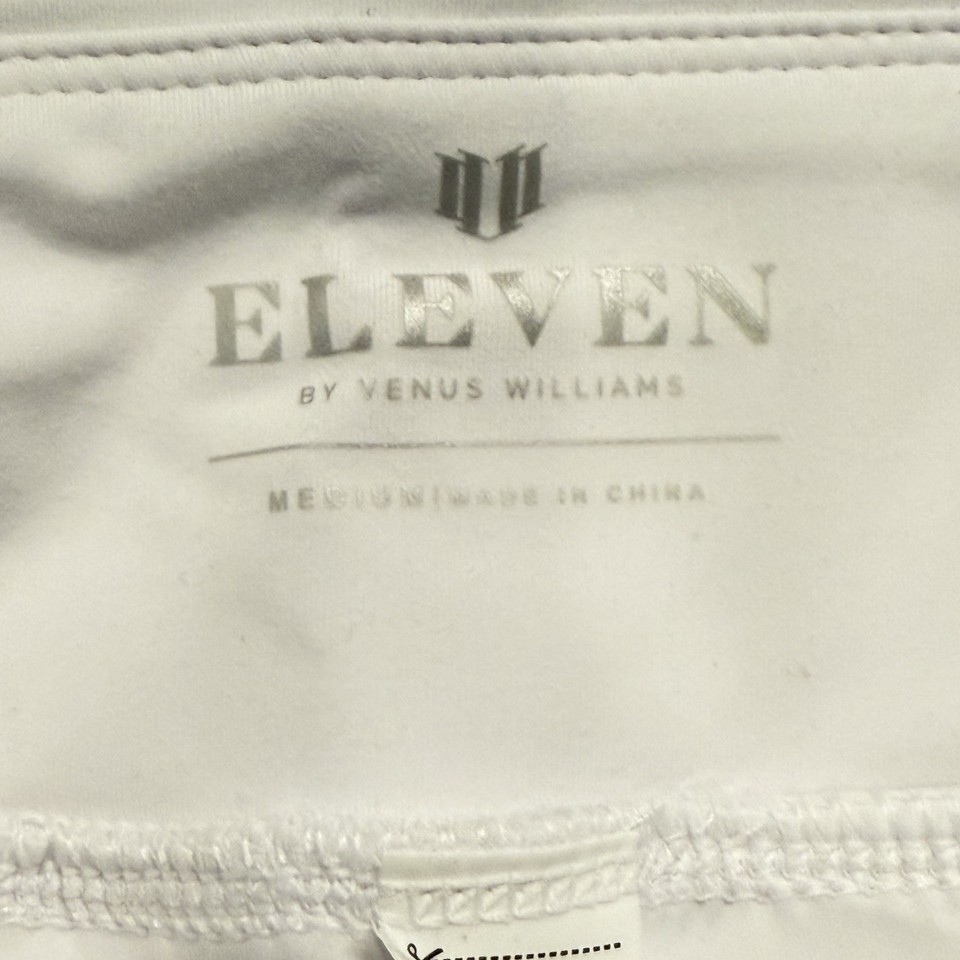 ELEVEN
BY VENUS WILLIAMS
MEDIUM | MADE IN CHINA